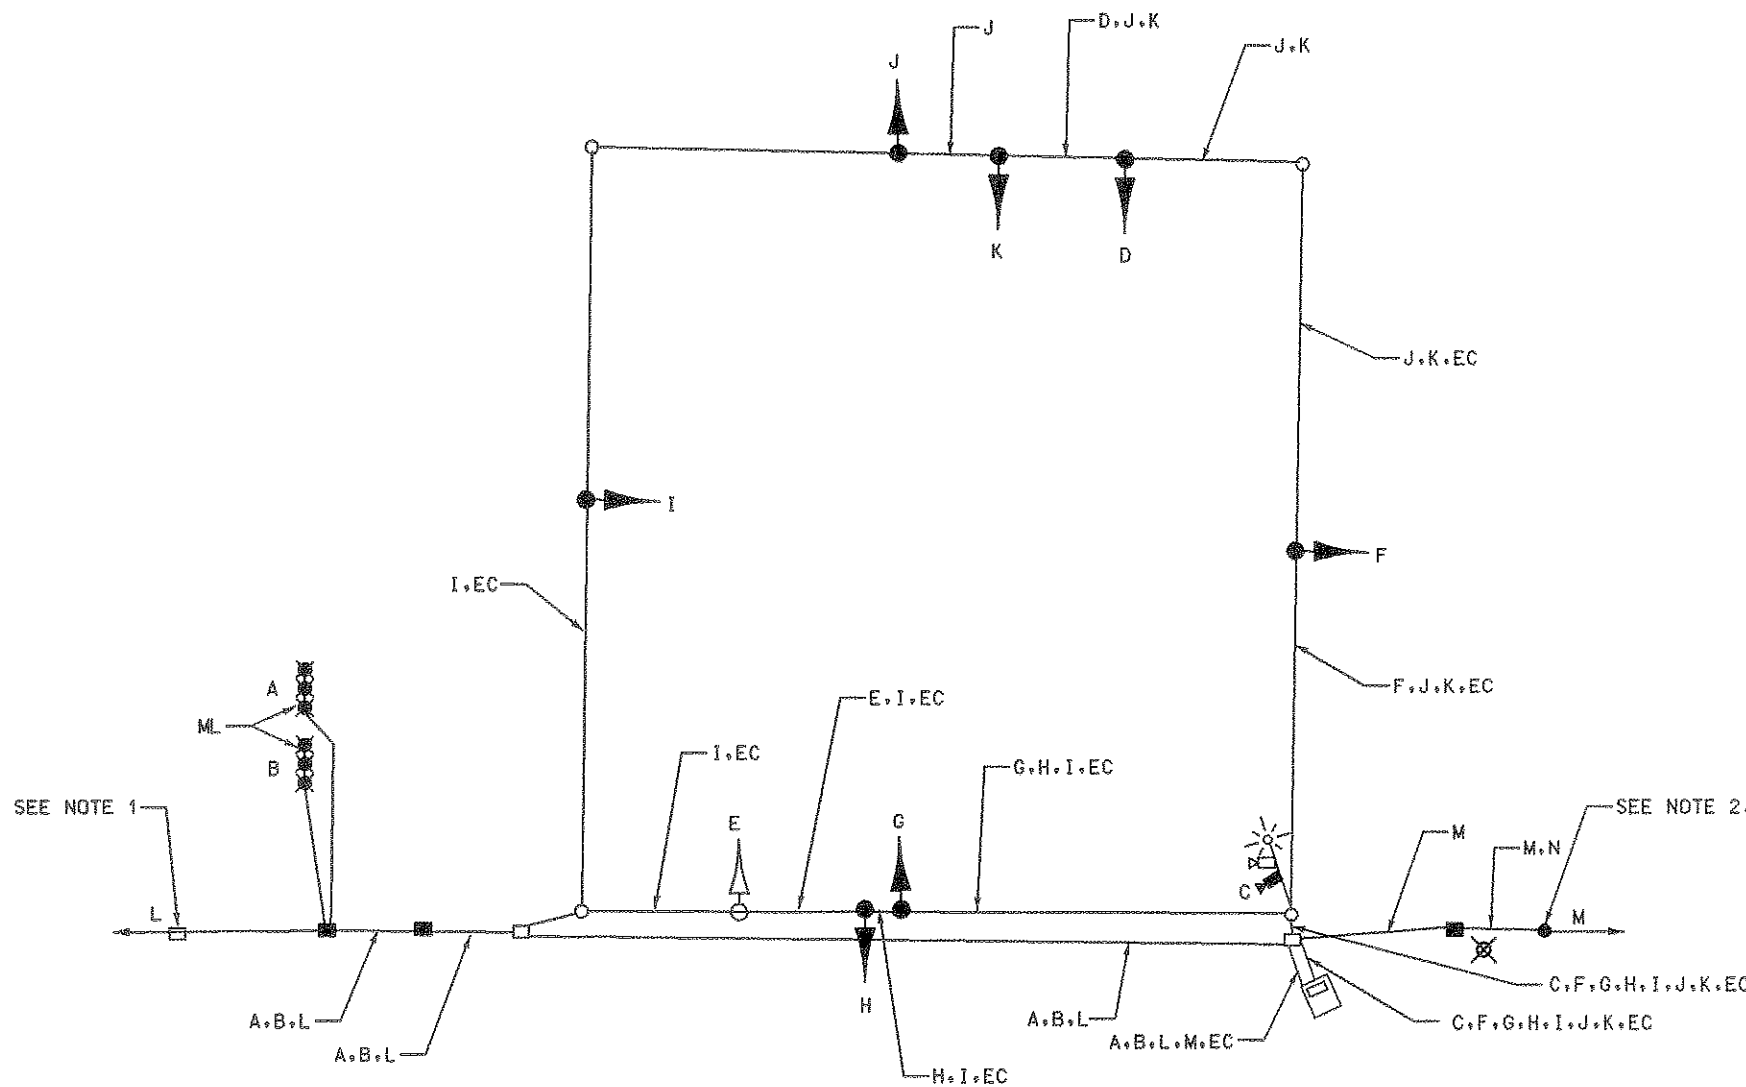 J
D,J,K
J,K
J
K
D
J,K,EC
I
F
I,EC
F,J,K,EC
A
E,I,EC
ML
I,EC
B
G,H,I,EC
SEE NOTE 1
SEE NOTE 2.
E
G
M
M,N
C
L
M
H
C,F,G,H,I,J,K,EC
A,B,L
A,B,L
C,F,G,H,I,J,K,EC
A,B,L,M,EC
A,B,L
H,I,EC